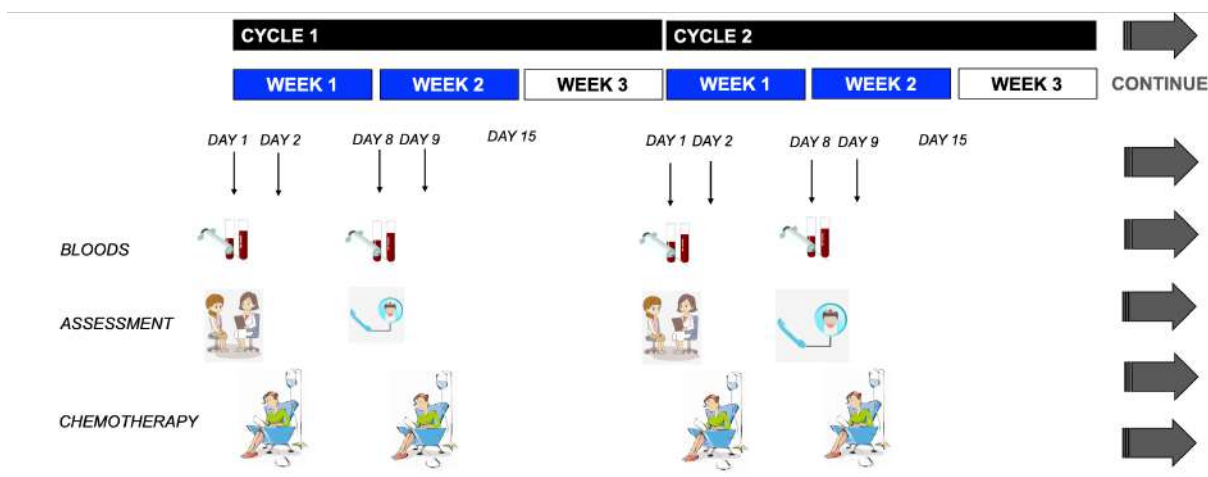 CYCLE 1 CYCLE 2
WEEK 1 WEEK 2 WEEK 3 WEEK 1 WEEK 2 WEEK 3 CONTINUE
DAY 1 DAY 2 DAY 8 DAY 9 DAY 15 DAY 1 DAY 2 DAY 8 DAY 9 DAY 15
BLOODS
ASSESSMENT
CHEMOTHERAPY